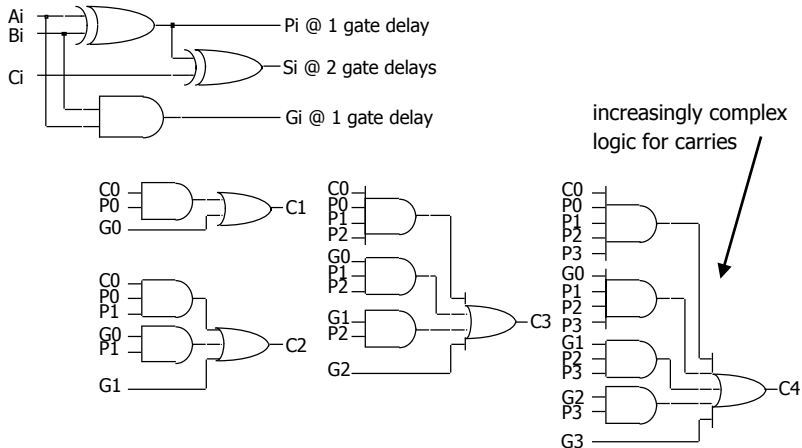 Ai
Bi
Ci
Pi @ 1 gate delay
Si @ 2 gate delays
Gi @ 1 gate delay
increasingly complex
logic for carries
C0
P0
G0
C1
C0
P0
P1
G0
P1
G1
C2
C0
P0
P1
P2
G0
P1
P2
G1
P2
G2
C3
C0
P0
P1
P2
P3
G0
P1
P2
P3
G1
P2
P3
G2
P3
G3
C4